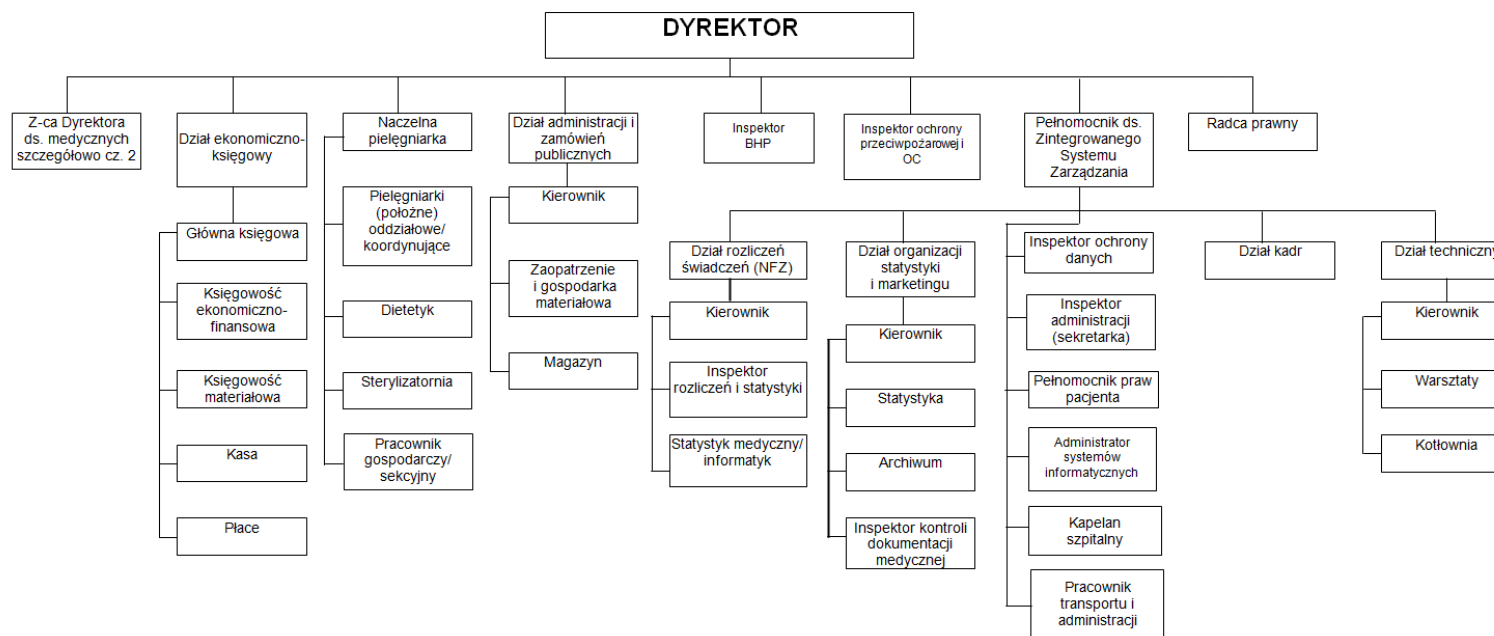 DYREKTOR
Z-ca Dyrektora
ds. medycznych
szczegółowo cz. 2
Dział ekonomiczno-
księgowy
Naczelna
pielęgniarka
Dział administracji i
zamówień
publicznych
Inspektor
BHP
Inspektor ochrony
przeciwpożarowej i
OC
Pełnomocnik ds.
Zintegrowanego
Systemu
Zarządzania
Radca prawny
Główna księgowa
Księgowość
ekonomiczno-
finansowa
Księgowość
materiałowa
Kasa
Płace
Pielęgniarki
(położne)
oddziałowe/
koordynujące
Dietetyk
Sterylizatornia
Pracownik
gospodarczy/
sekcyjny
Kierownik
Zaopatrzenie
i gospodarka
materiałowa
Magazyn
Dział rozliczeń
świadczeń (NFZ)
Kierownik
Inspektor
rozliczeń i statystyki
Statystyk medyczny/
informatyk
Dział organizacji
statystyki
i marketingu
Kierownik
Statystyka
Archiwum
Inspektor kontroli
dokumentacji
medycznej
Inspektor ochrony
danych
Inspektor
administracji
(sekretarka)
Pełnomocnik praw
pacjenta
Administrator
systemów
informatycznych
Kapelan
szpitalny
Pracownik
transportu i
administracji
Dział kadr
Dział techniczny
Kierownik
Warsztaty
Kotłownia